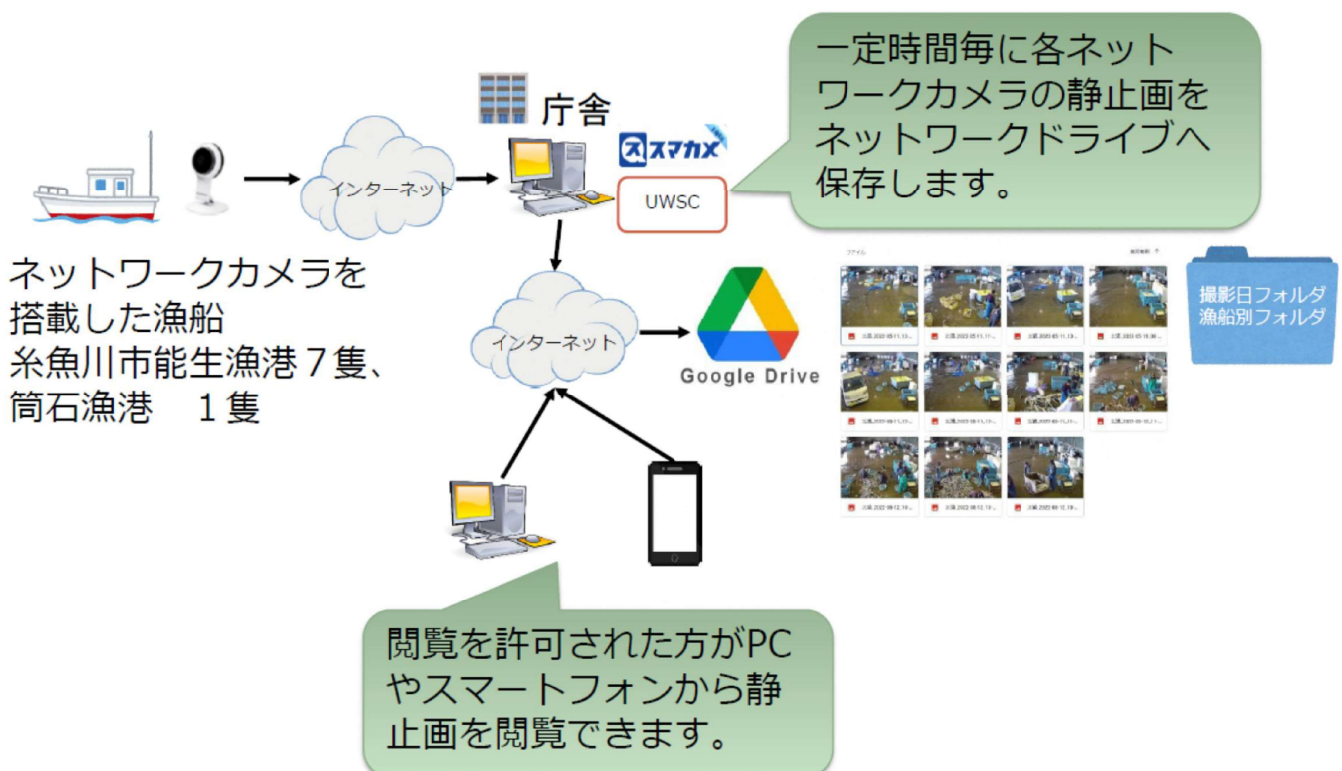 一定時間毎に各ネット
ワークカメラの静止画を
ネットワークドライブへ
保存します。
庁舎
スマカメ
UWSC
インターネット
ネットワークカメラを
搭載した漁船
糸魚川市能生漁港７隻、
筒石漁港　１隻
インターネット
Google Drive
ファイル
撮影日フォルダ
漁船別フォルダ
閲覧を許可された方がPC
やスマートフォンから静
止画を閲覧できます。